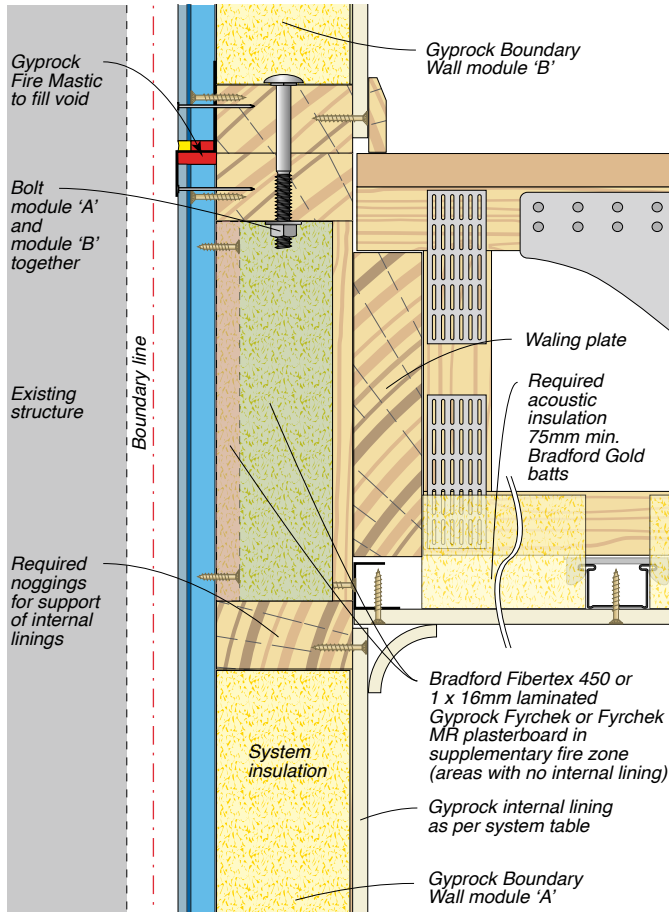 Gyprock Boundary
Wall module ‘B’
Gyprock
Fire Mastic
to fill void
Bolt
module ‘A’
and
module ‘B’
together
Waling plate
Existing
structure
Boundary line
Required
acoustic
insulation
75mm min.
Bradford Gold
batts
Required
noggings
for support
of internal
linings
Bradford Fibertex 450 or
1 x 16mm laminated
Gyprock Fyrchek or Fyrchek
MR plasterboard in
supplementary fire zone
(areas with no internal lining)
System
insulation
Gyprock internal lining
as per system table
Gyprock Boundary
Wall module ‘A’